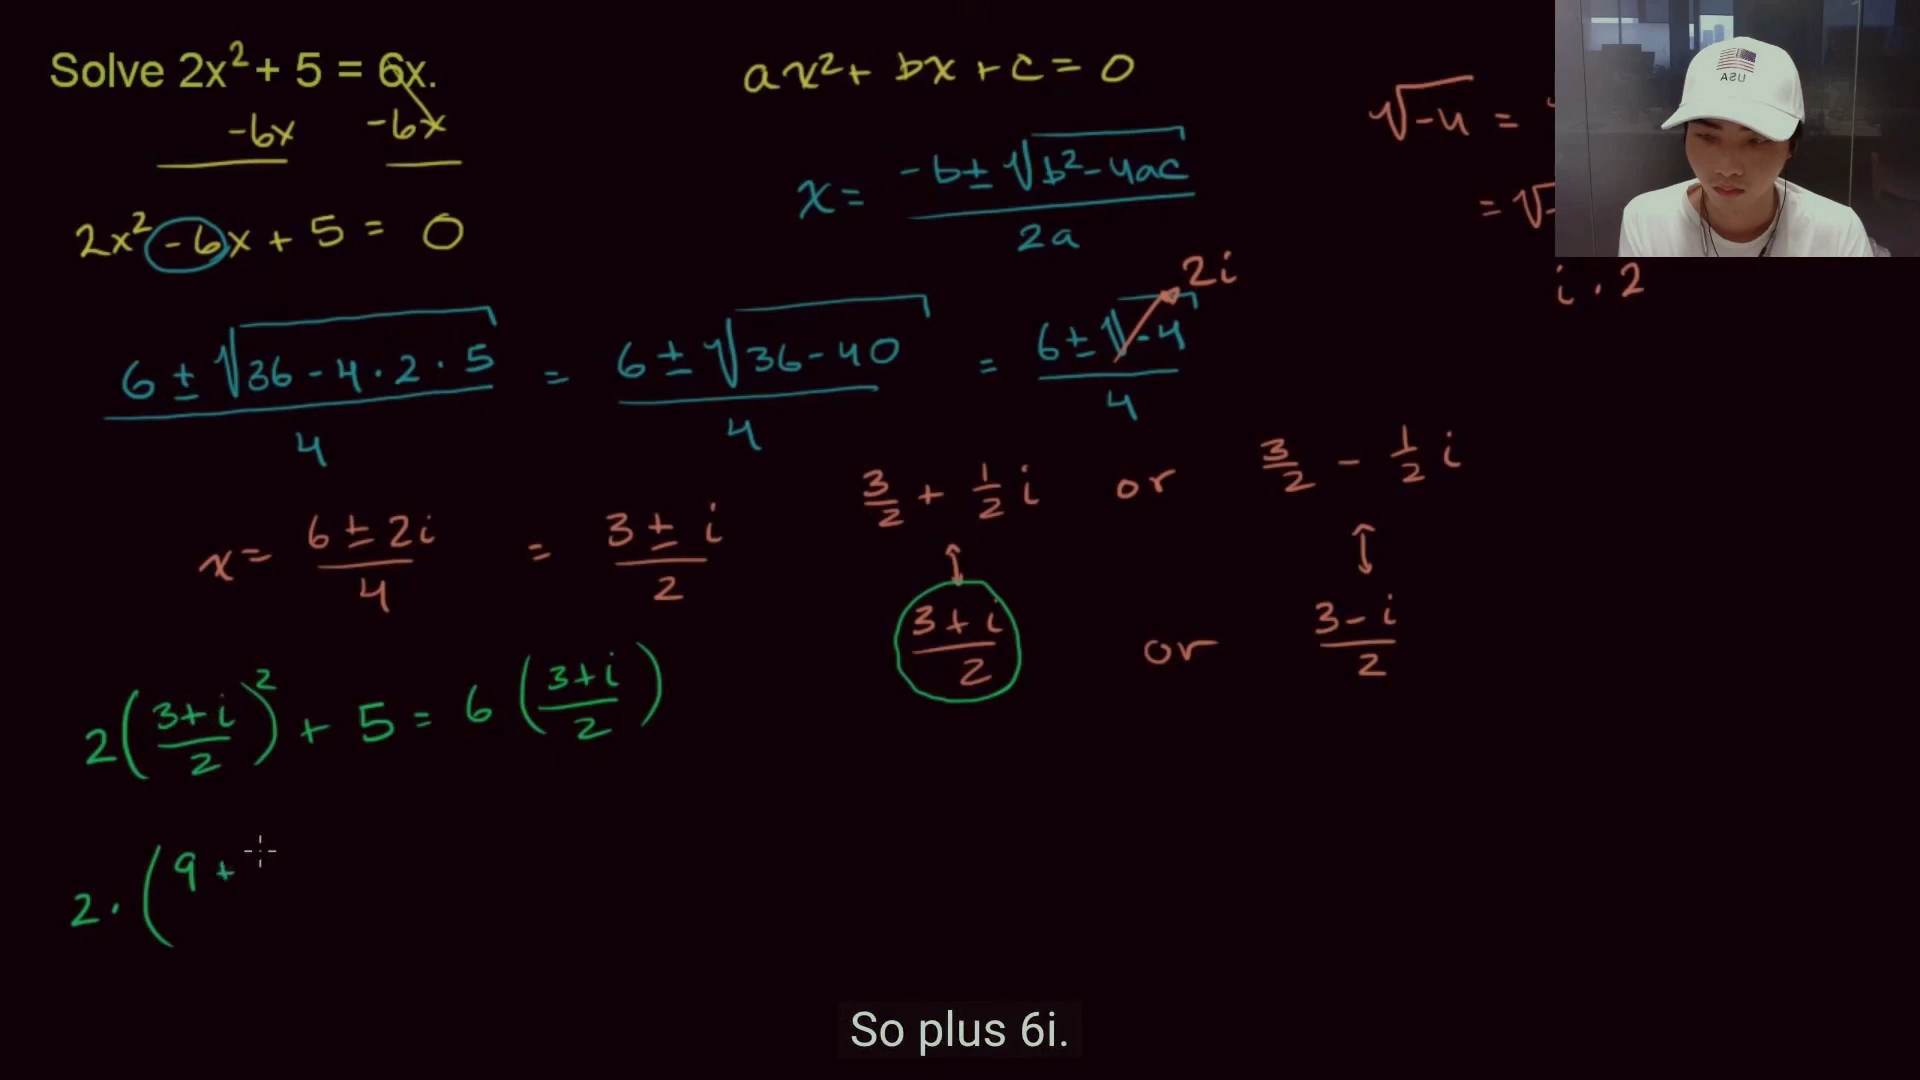 Solve 2x² + 5 = 6x.
-6x -6x
2x² - 6x + 5 = 0
ax² + bx + c = 0
x = (-b ± √(b² - 4ac)) / 2a
√-4 =
= √-
i · 2
USA
(6 ± √(36 - 4 · 2 · 5)) / 4 = (6 ± √(36 - 40)) / 4 = (6 ± √-4) / 4
2i
x = (6 ± 2i) / 4 = (3 ± i) / 2
3/2 + 1/2 i or 3/2 - 1/2 i
(3 + i) / 2 or (3 - i) / 2
2((3 + i) / 2)² + 5 = 6((3 + i) / 2)
2 · (9 +
So plus 6i.